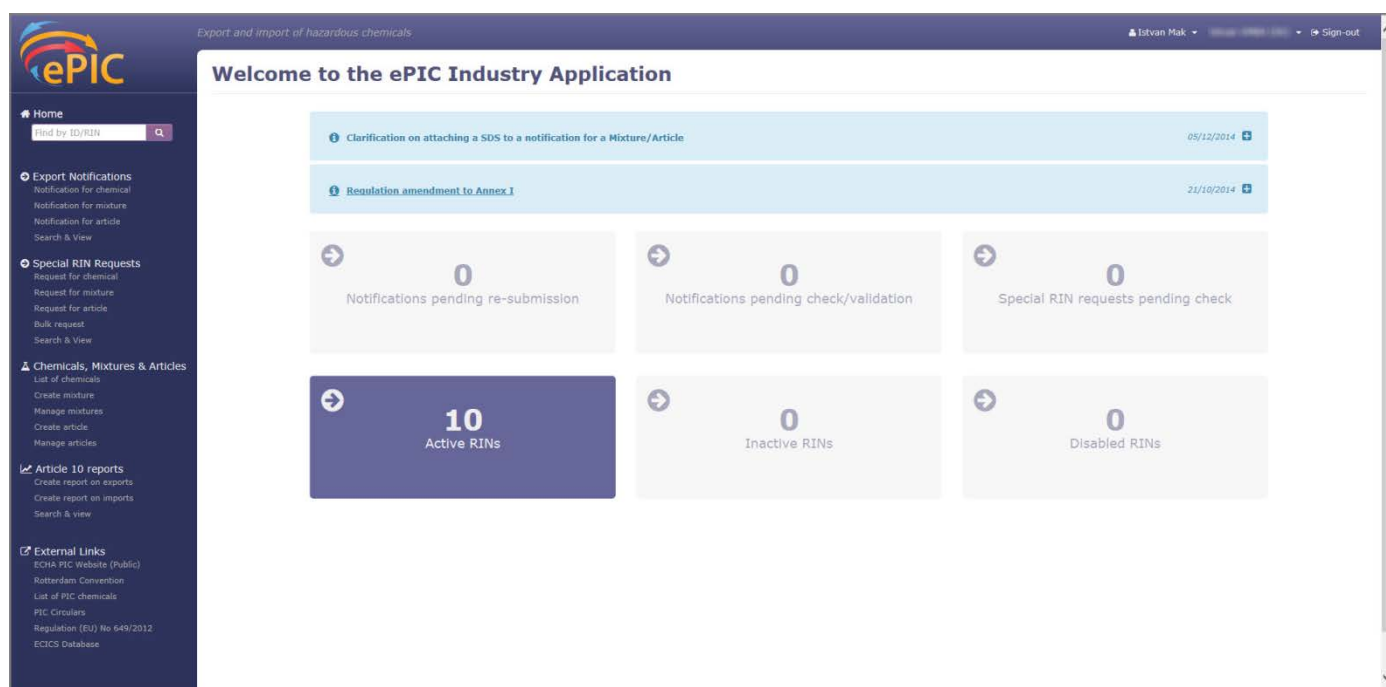 ePIC
Export and import of hazardous chemicals
Istvan Mak
Sign-out
Welcome to the ePIC Industry Application
Home
Find by ID/RIN
Export Notifications
Notification for chemical
Notification for mixture
Notification for article
Search & View
Special RIN Requests
Request for chemical
Request for mixture
Request for article
Bulk request
Search & View
Chemicals, Mixtures & Articles
List of chemicals
Create mixture
Manage mixtures
Create article
Manage articles
Article 10 reports
Create report on exports
Create report on imports
Search & view
External Links
ECHA PIC Website (Public)
Rotterdam Convention
List of PIC chemicals
PIC Circulars
Regulation (EU) No 649/2012
ECICS Database
Clarification on attaching a SDS to a notification for a Mixture/Article 05/12/2014
Regulation amendment to Annex I 21/10/2014
0
Notifications pending re-submission
0
Notifications pending check/validation
0
Special RIN requests pending check
10
Active RINs
0
Inactive RINs
0
Disabled RINs